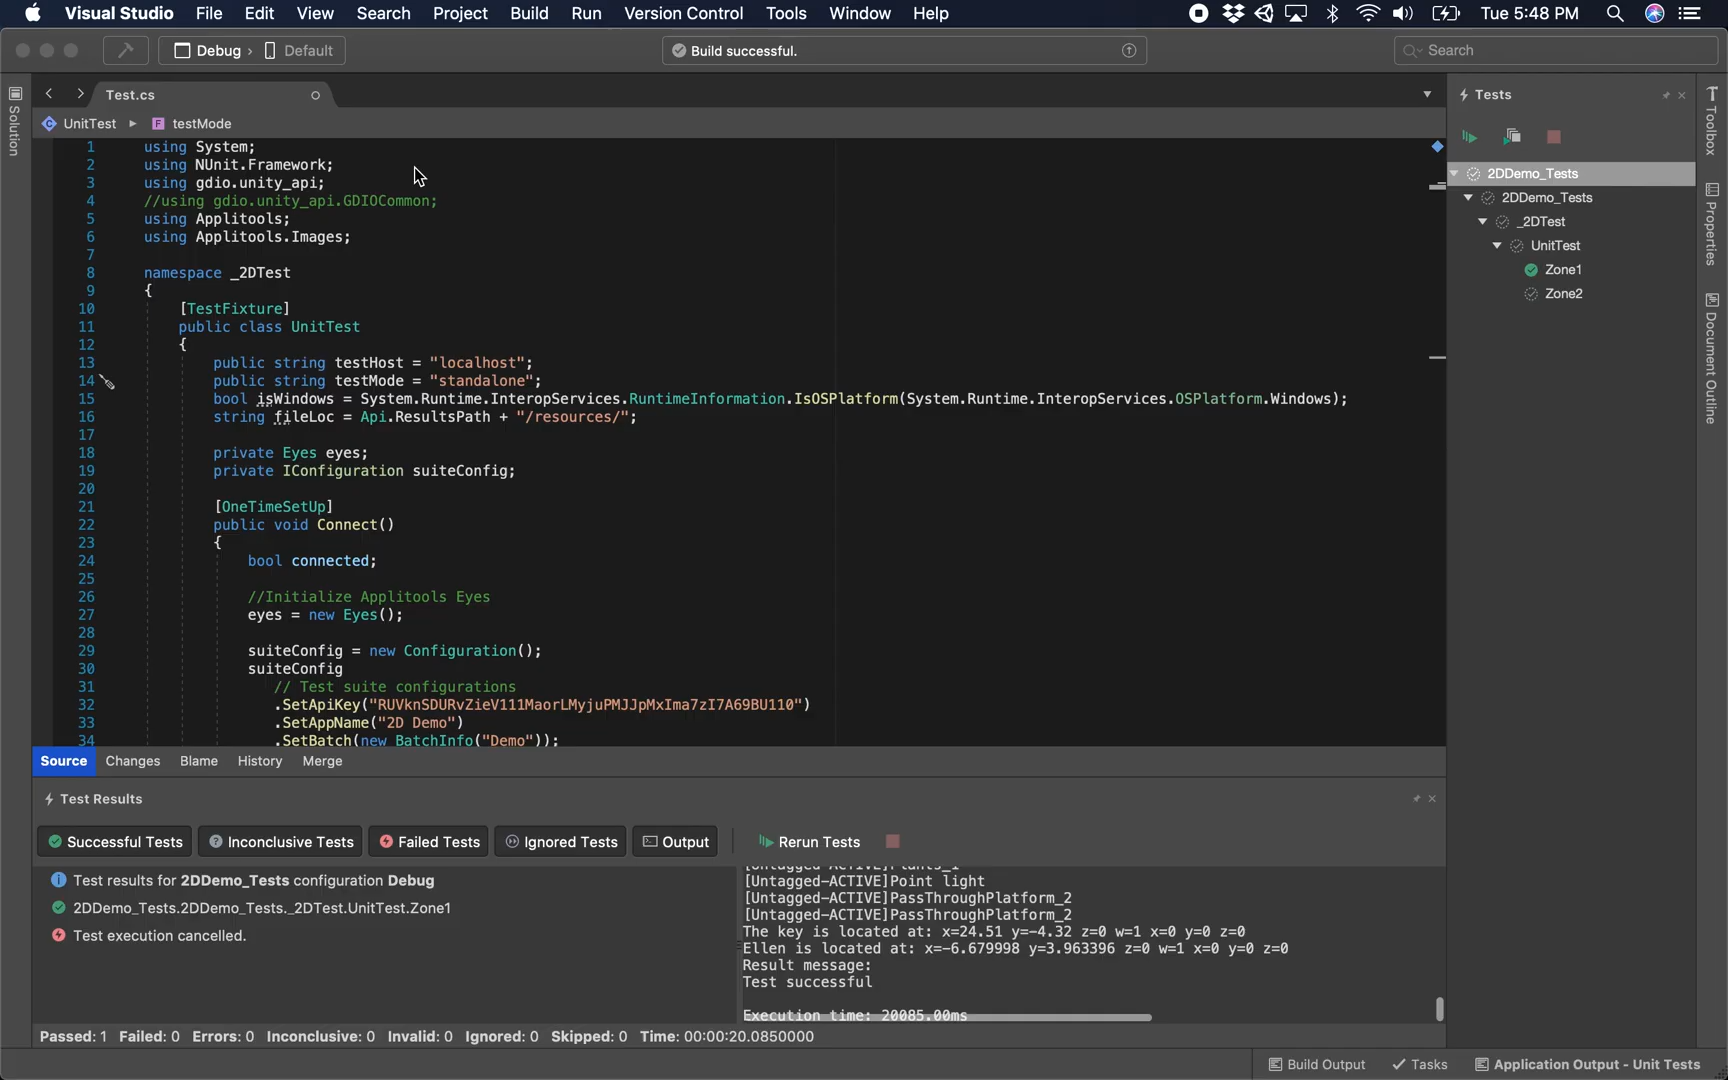 Visual Studio File Edit View Search Project Build Run Version Control Tools Window Help Tue 5:48 PM
Debug › Default Build successful. Search
Solution
Test.cs
UnitTest ▸ testMode
1 using System;
2 using NUnit.Framework;
3 using gdio.unity_api;
4 //using gdio.unity_api.GDIOCommon;
5 using Applitools;
6 using Applitools.Images;
7
8 namespace _2DTest
9 {
10 [TestFixture]
11 public class UnitTest
12 {
13 public string testHost = "localhost";
14 public string testMode = "standalone";
15 bool isWindows = System.Runtime.InteropServices.RuntimeInformation.IsOSPlatform(System.Runtime.InteropServices.OSPlatform.Windows);
16 string fileLoc = Api.ResultsPath + "/resources/";
17
18 private Eyes eyes;
19 private IConfiguration suiteConfig;
20
21 [OneTimeSetUp]
22 public void Connect()
23 {
24 bool connected;
25
26 //Initialize Applitools Eyes
27 eyes = new Eyes();
28
29 suiteConfig = new Configuration();
30 suiteConfig
31 // Test suite configurations
32 .SetApiKey("RUVknSDURvZieV111MaorLMyjuPMJJpMxIma7zI7A69BU110")
33 .SetAppName("2D Demo")
34 .SetBatch(new BatchInfo("Demo"));
Tests
2DDemo_Tests
2DDemo_Tests
_2DTest
UnitTest
Zone1
Zone2
Toolbox
Properties
Document Outline
Source Changes Blame History Merge
Test Results
Successful Tests Inconclusive Tests Failed Tests Ignored Tests Output Rerun Tests
Test results for 2DDemo_Tests configuration Debug
2DDemo_Tests.2DDemo_Tests._2DTest.UnitTest.Zone1
Test execution cancelled.
[Untagged-ACTIVE]Plants_1
[Untagged-ACTIVE]Point light
[Untagged-ACTIVE]PassThroughPlatform_2
[Untagged-ACTIVE]PassThroughPlatform_2
The key is located at: x=24.51 y=-4.32 z=0 w=1 x=0 y=0 z=0
Ellen is located at: x=-6.679998 y=3.963396 z=0 w=1 x=0 y=0 z=0
Result message:
Test successful
Execution time: 20085.00ms
Passed: 1 Failed: 0 Errors: 0 Inconclusive: 0 Invalid: 0 Ignored: 0 Skipped: 0 Time: 00:00:20.0850000
Build Output Tasks Application Output - Unit Tests